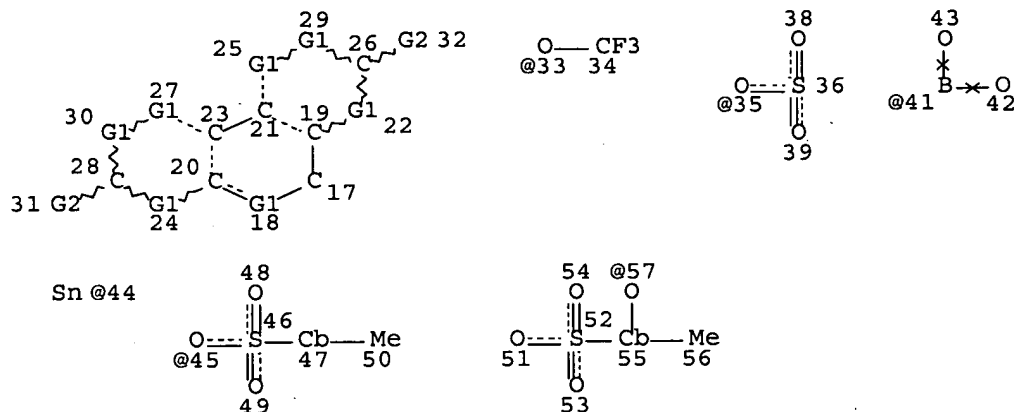 29 38 43
25 G1 G2 32 O CF3 O O
G1 26 C @33 34
27 O S 36 B O
30 G1 23 C 19 G1 @35 @41 42
G1 C 21 C 22 O
28 20 C C 39
C G1 17
31 G2 G1 18
24
48 54 @57
Sn @44 O O O
46 52
O S Cb Me O S Cb Me
@45 47 50 51 55 56
O O
49 53